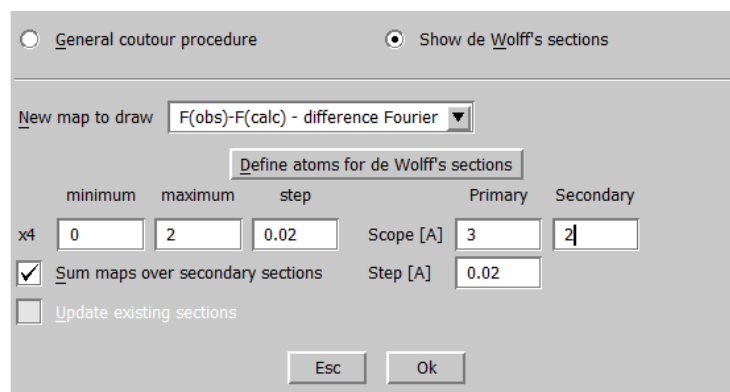 General coutour procedure Show de Wolff's sections
New map to draw F(obs)-F(calc) - difference Fourier
Define atoms for de Wolff's sections
minimum maximum step Primary Secondary
x4 0 2 0.02 Scope [A] 3 2
Sum maps over secondary sections Step [A] 0.02
Update existing sections
Esc Ok